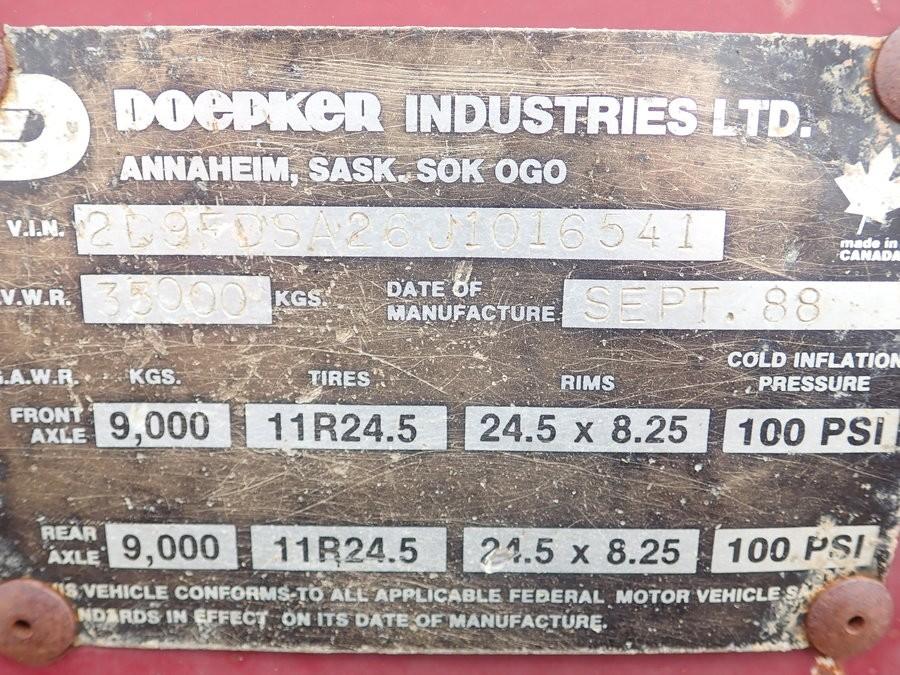 DOEPKER INDUSTRIES LTD.
ANNAHEIM, SASK. SOK OGO
V.I.N. 2D9FDSA26J1016541
made in
CANADA
.V.W.R. 35000 KGS. DATE OF MANUFACTURE SEPT. 88
G.A.W.R. KGS. TIRES RIMS COLD INFLATION PRESSURE
FRONT AXLE 9,000 11R24.5 24.5 x 8.25 100 PSI
REAR AXLE 9,000 11R24.5 24.5 x 8.25 100 PSI
VEHICLE CONFORMS TO ALL APPLICABLE FEDERAL MOTOR VEHICLE
NDARDS IN EFFECT ON ITS DATE OF MANUFACTURE.